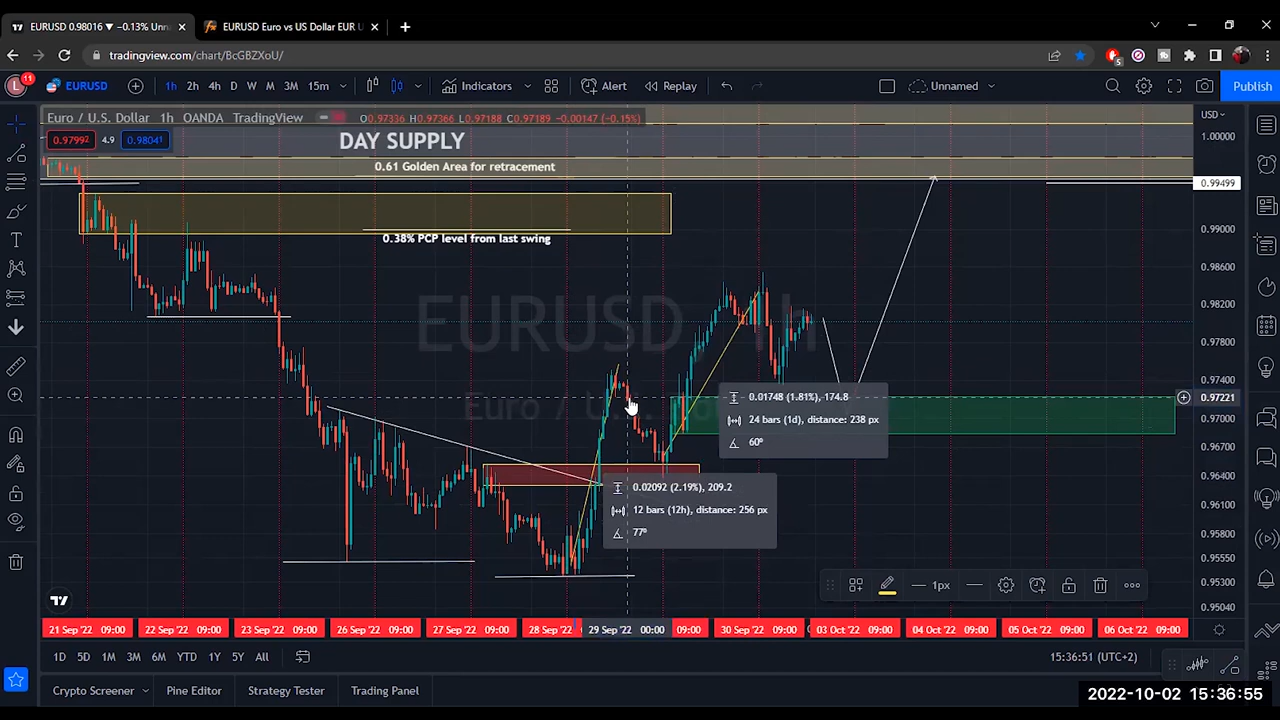 EURUSD 0.98016 ▼ −0.13% Unna
EURUSD Euro vs US Dollar EUR U
tradingview.com/chart/BcGBZXoU/
5
L 11 EURUSD 1h 2h 4h D W M 3M 15m Indicators Alert Replay Unnamed Publish
Euro / U.S. Dollar 1h OANDA TradingView O0.97336 H0.97366 L0.97188 C0.97189 −0.00147 (−0.15%)
USD
0.97992 4.9 0.98041
DAY SUPPLY
0.61 Golden Area for retracement
0.38% PCP level from last swing
EURUSD, 1h
Euro / U.S. Do
1.00000
0.99499
0.99000
0.98600
0.98200
0.97800
0.97400
0.97221
0.97000
0.96700
0.96400
0.96100
0.95800
0.95550
0.95300
0.95040
0.01748 (1.81%), 174.8
24 bars (1d), distance: 238 px
60º
0.02092 (2.19%), 209.2
12 bars (12h), distance: 256 px
77º
1px
21 Sep '22 09:00 22 Sep '22 09:00 23 Sep '22 09:00 26 Sep '22 09:00 27 Sep '22 09:00 28 Sep '22 29 Sep '22 00:00 09:00 30 Sep '22 09:00 03 Oct '22 09:00 04 Oct '22 09:00 05 Oct '22 09:00 06 Oct '22 09:00
1D 5D 1M 3M 6M YTD 1Y 5Y All
15:36:51 (UTC+2)
Crypto Screener Pine Editor Strategy Tester Trading Panel
2022-10-02 15:36:55